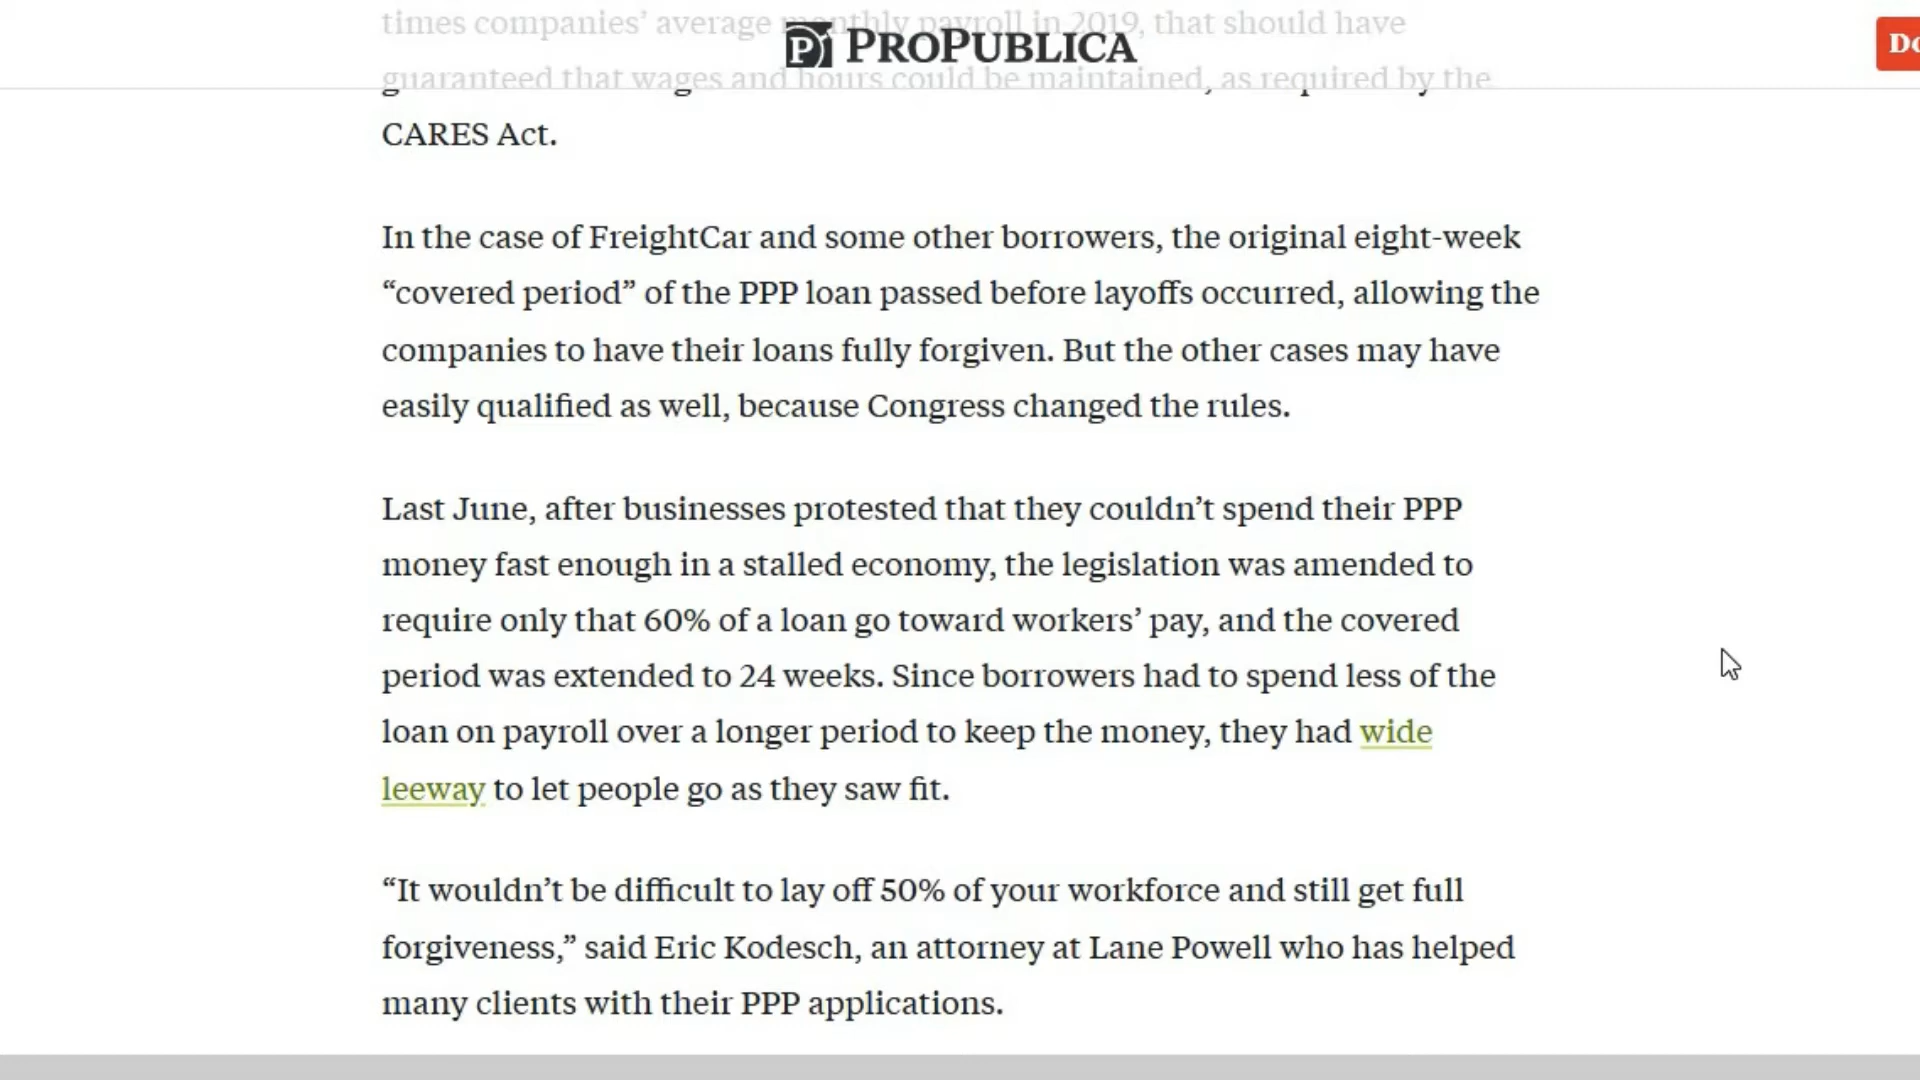 times companies’ average monthly payroll in 2019, that should have
PROPUBLICA
Do
guaranteed that wages and hours could be maintained, as required by the
CARES Act.
In the case of FreightCar and some other borrowers, the original eight-week
“covered period” of the PPP loan passed before layoffs occurred, allowing the
companies to have their loans fully forgiven. But the other cases may have
easily qualified as well, because Congress changed the rules.
Last June, after businesses protested that they couldn’t spend their PPP
money fast enough in a stalled economy, the legislation was amended to
require only that 60% of a loan go toward workers’ pay, and the covered
period was extended to 24 weeks. Since borrowers had to spend less of the
loan on payroll over a longer period to keep the money, they had wide
leeway to let people go as they saw fit.
“It wouldn’t be difficult to lay off 50% of your workforce and still get full
forgiveness,” said Eric Kodesch, an attorney at Lane Powell who has helped
many clients with their PPP applications.